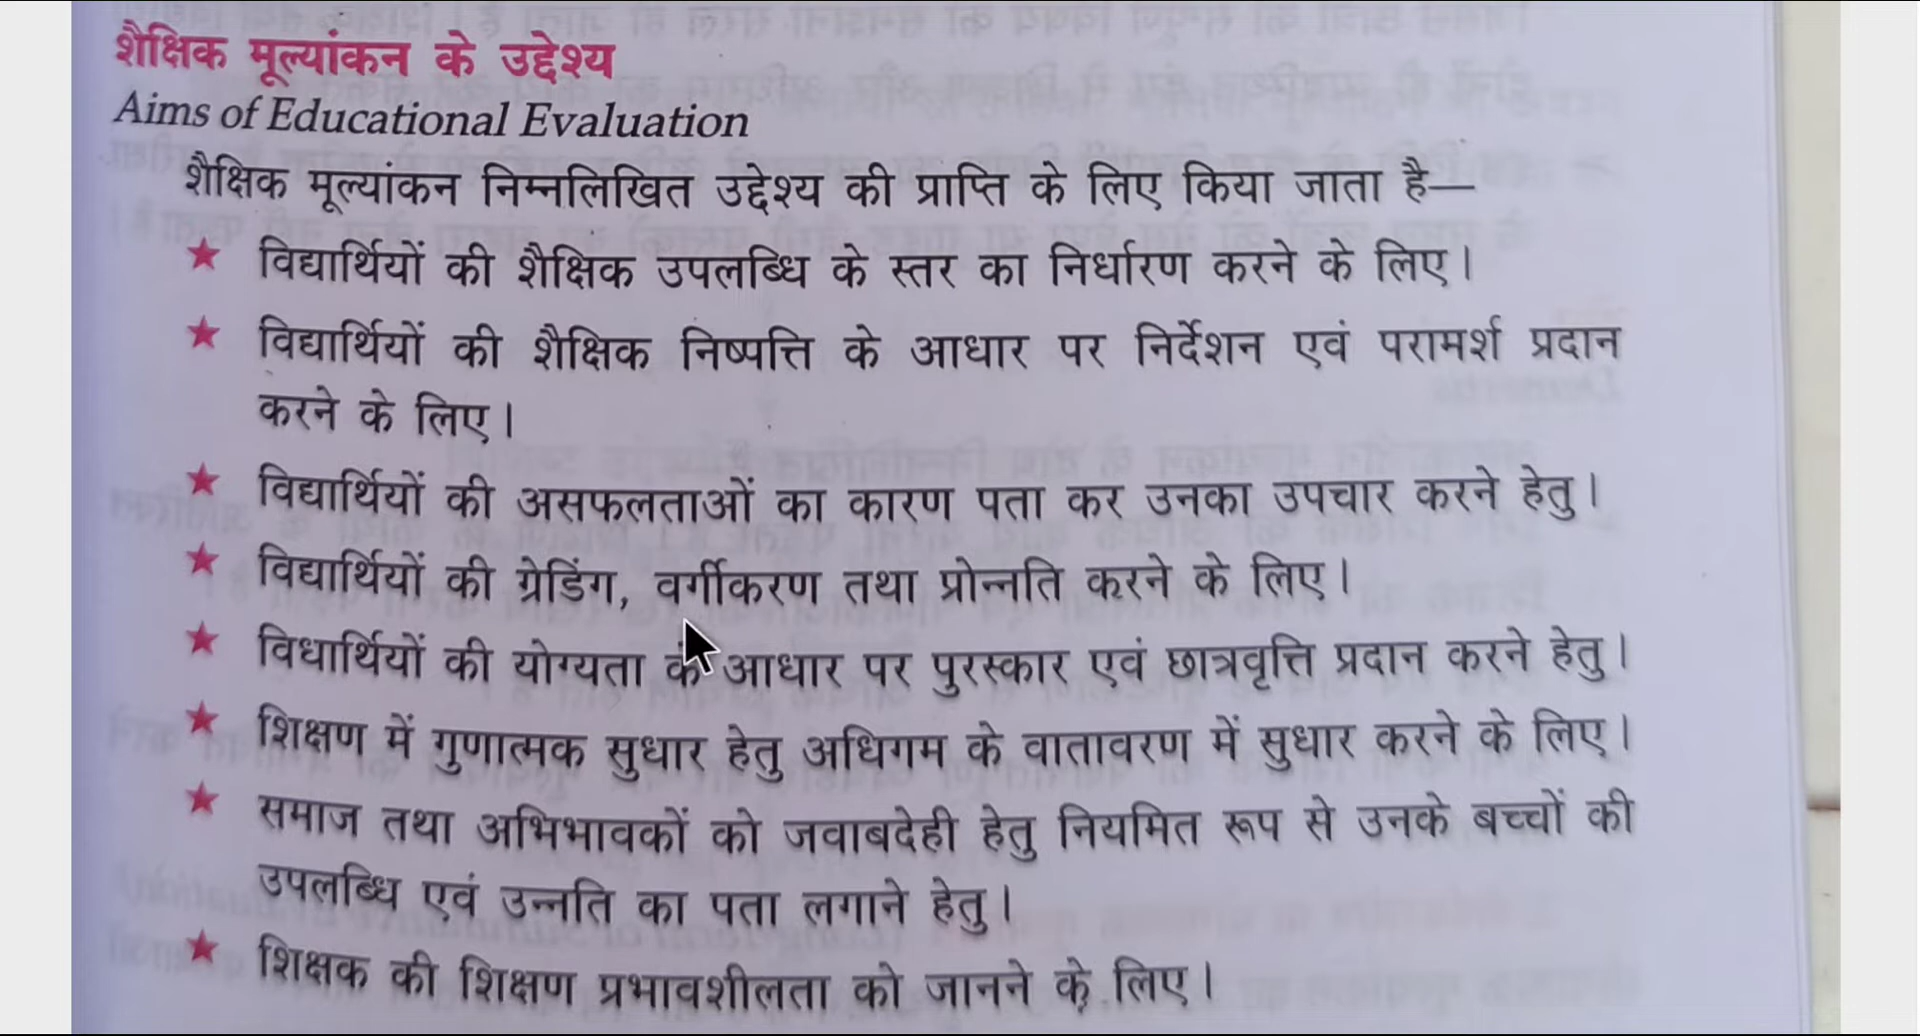 शैक्षिक मूल्यांकन के उद्देश्य
Aims of Educational Evaluation
शैक्षिक मूल्यांकन निम्नलिखित उद्देश्य की प्राप्ति के लिए किया जाता है—
★ विद्यार्थियों की शैक्षिक उपलब्धि के स्तर का निर्धारण करने के लिए।
★ विद्यार्थियों की शैक्षिक निष्पत्ति के आधार पर निर्देशन एवं परामर्श प्रदान
करने के लिए।
★ विद्यार्थियों की असफलताओं का कारण पता कर उनका उपचार करने हेतु।
★ विद्यार्थियों की ग्रेडिंग, वर्गीकरण तथा प्रोन्नति करने के लिए।
★ विधार्थियों की योग्यता के आधार पर पुरस्कार एवं छात्रवृत्ति प्रदान करने हेतु।
★ शिक्षण में गुणात्मक सुधार हेतु अधिगम के वातावरण में सुधार करने के लिए।
★ समाज तथा अभिभावकों को जवाबदेही हेतु नियमित रूप से उनके बच्चों की
उपलब्धि एवं उन्नति का पता लगाने हेतु।
★ शिक्षक की शिक्षण प्रभावशीलता को जानने के लिए।